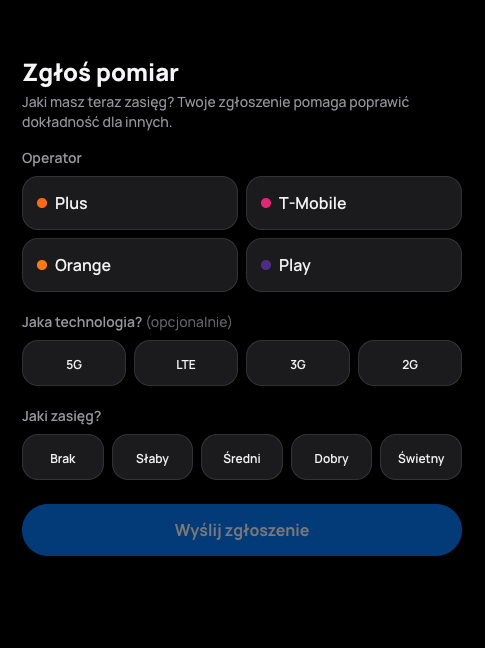 Zgłoś pomiar
Jaki masz teraz zasięg? Twoje zgłoszenie pomaga poprawić
dokładność dla innych.
Operator
Plus
T-Mobile
Orange
Play
Jaka technologia? (opcjonalnie)
5G
LTE
3G
2G
Jaki zasięg?
Brak
Słaby
Średni
Dobry
Świetny
Wyślij zgłoszenie